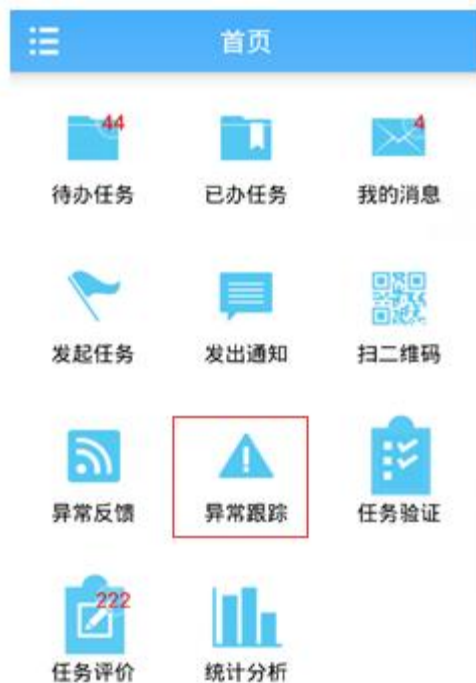 首页
44
4
待办任务 已办任务 我的消息
发起任务 发出通知 扫二维码
异常反馈 异常跟踪 任务验证
222
任务评价 统计分析